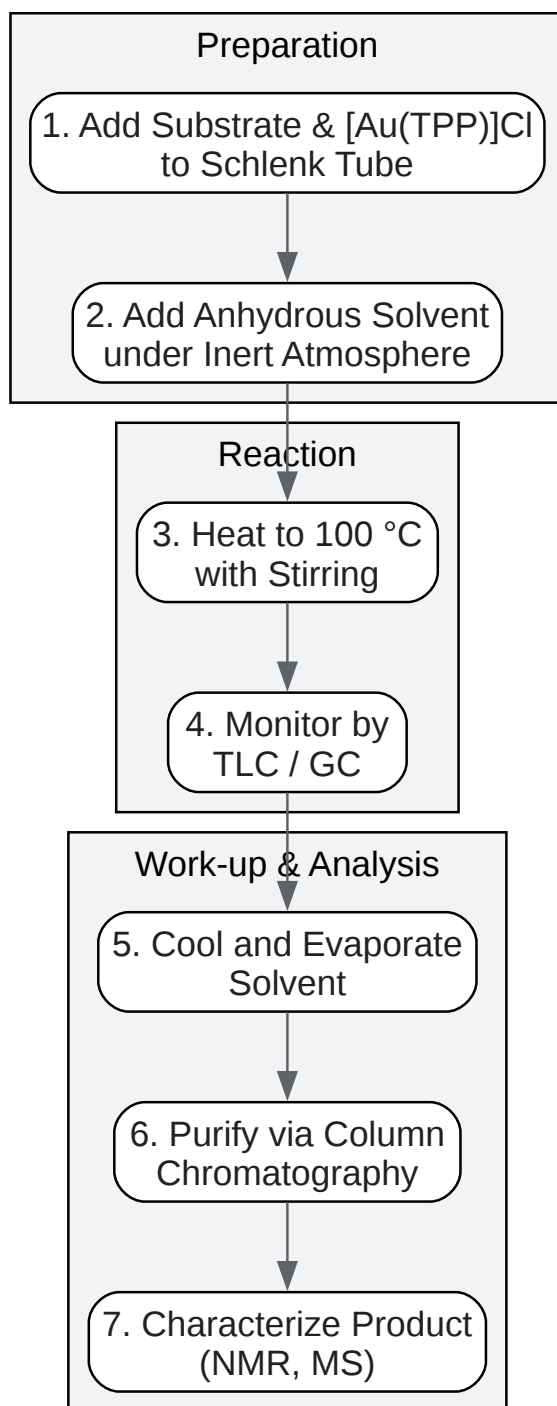 Preparation
1. Add Substrate & [Au(TPP)]Cl
to Schlenk Tube
2. Add Anhydrous Solvent
under Inert Atmosphere
Reaction
3. Heat to 100 °C
with Stirring
4. Monitor by
TLC / GC
Work-up & Analysis
5. Cool and Evaporate
Solvent
6. Purify via Column
Chromatography
7. Characterize Product
(NMR, MS)